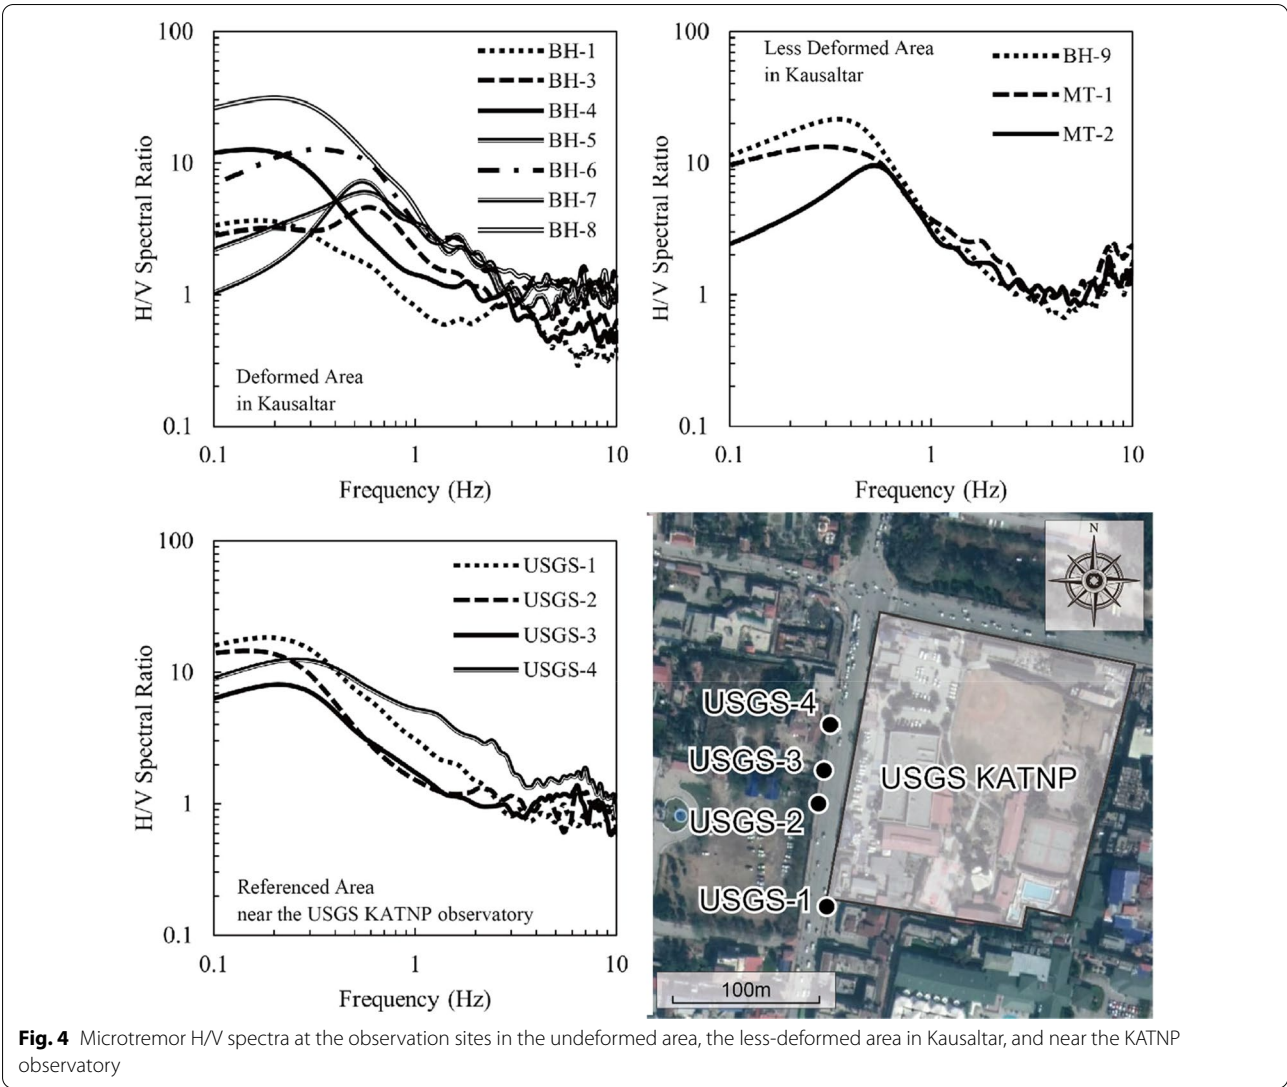 100
10
1
0.1
H/V Spectral Ratio
BH-1
BH-3
BH-4
BH-5
BH-6
BH-7
BH-8
Deformed Area
in Kausaltar
0.1 1 10
Frequency (Hz)
100
10
1
0.1
H/V Spectral Ratio
Less Deformed Area
in Kausaltar
BH-9
MT-1
MT-2
0.1 1 10
Frequency (Hz)
100
10
1
0.1
H/V Spectral Ratio
USGS-1
USGS-2
USGS-3
USGS-4
Referenced Area
near the USGS KATNP observatory
0.1 1 10
Frequency (Hz)
N
USGS-4
USGS-3
USGS KATNP
USGS-2
USGS-1
100m
Fig. 4 Microtremor H/V spectra at the observation sites in the undeformed area, the less-deformed area in Kausaltar, and near the KATNP
observatory